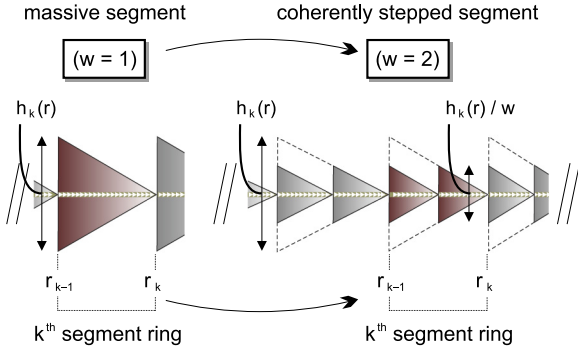 massive segment
coherently stepped segment
(w = 1)
(w = 2)
hₖ(r)
hₖ(r)
hₖ(r) / w
rₖ₋₁
rₖ
rₖ₋₁
rₖ
kᵗʰ segment ring
kᵗʰ segment ring